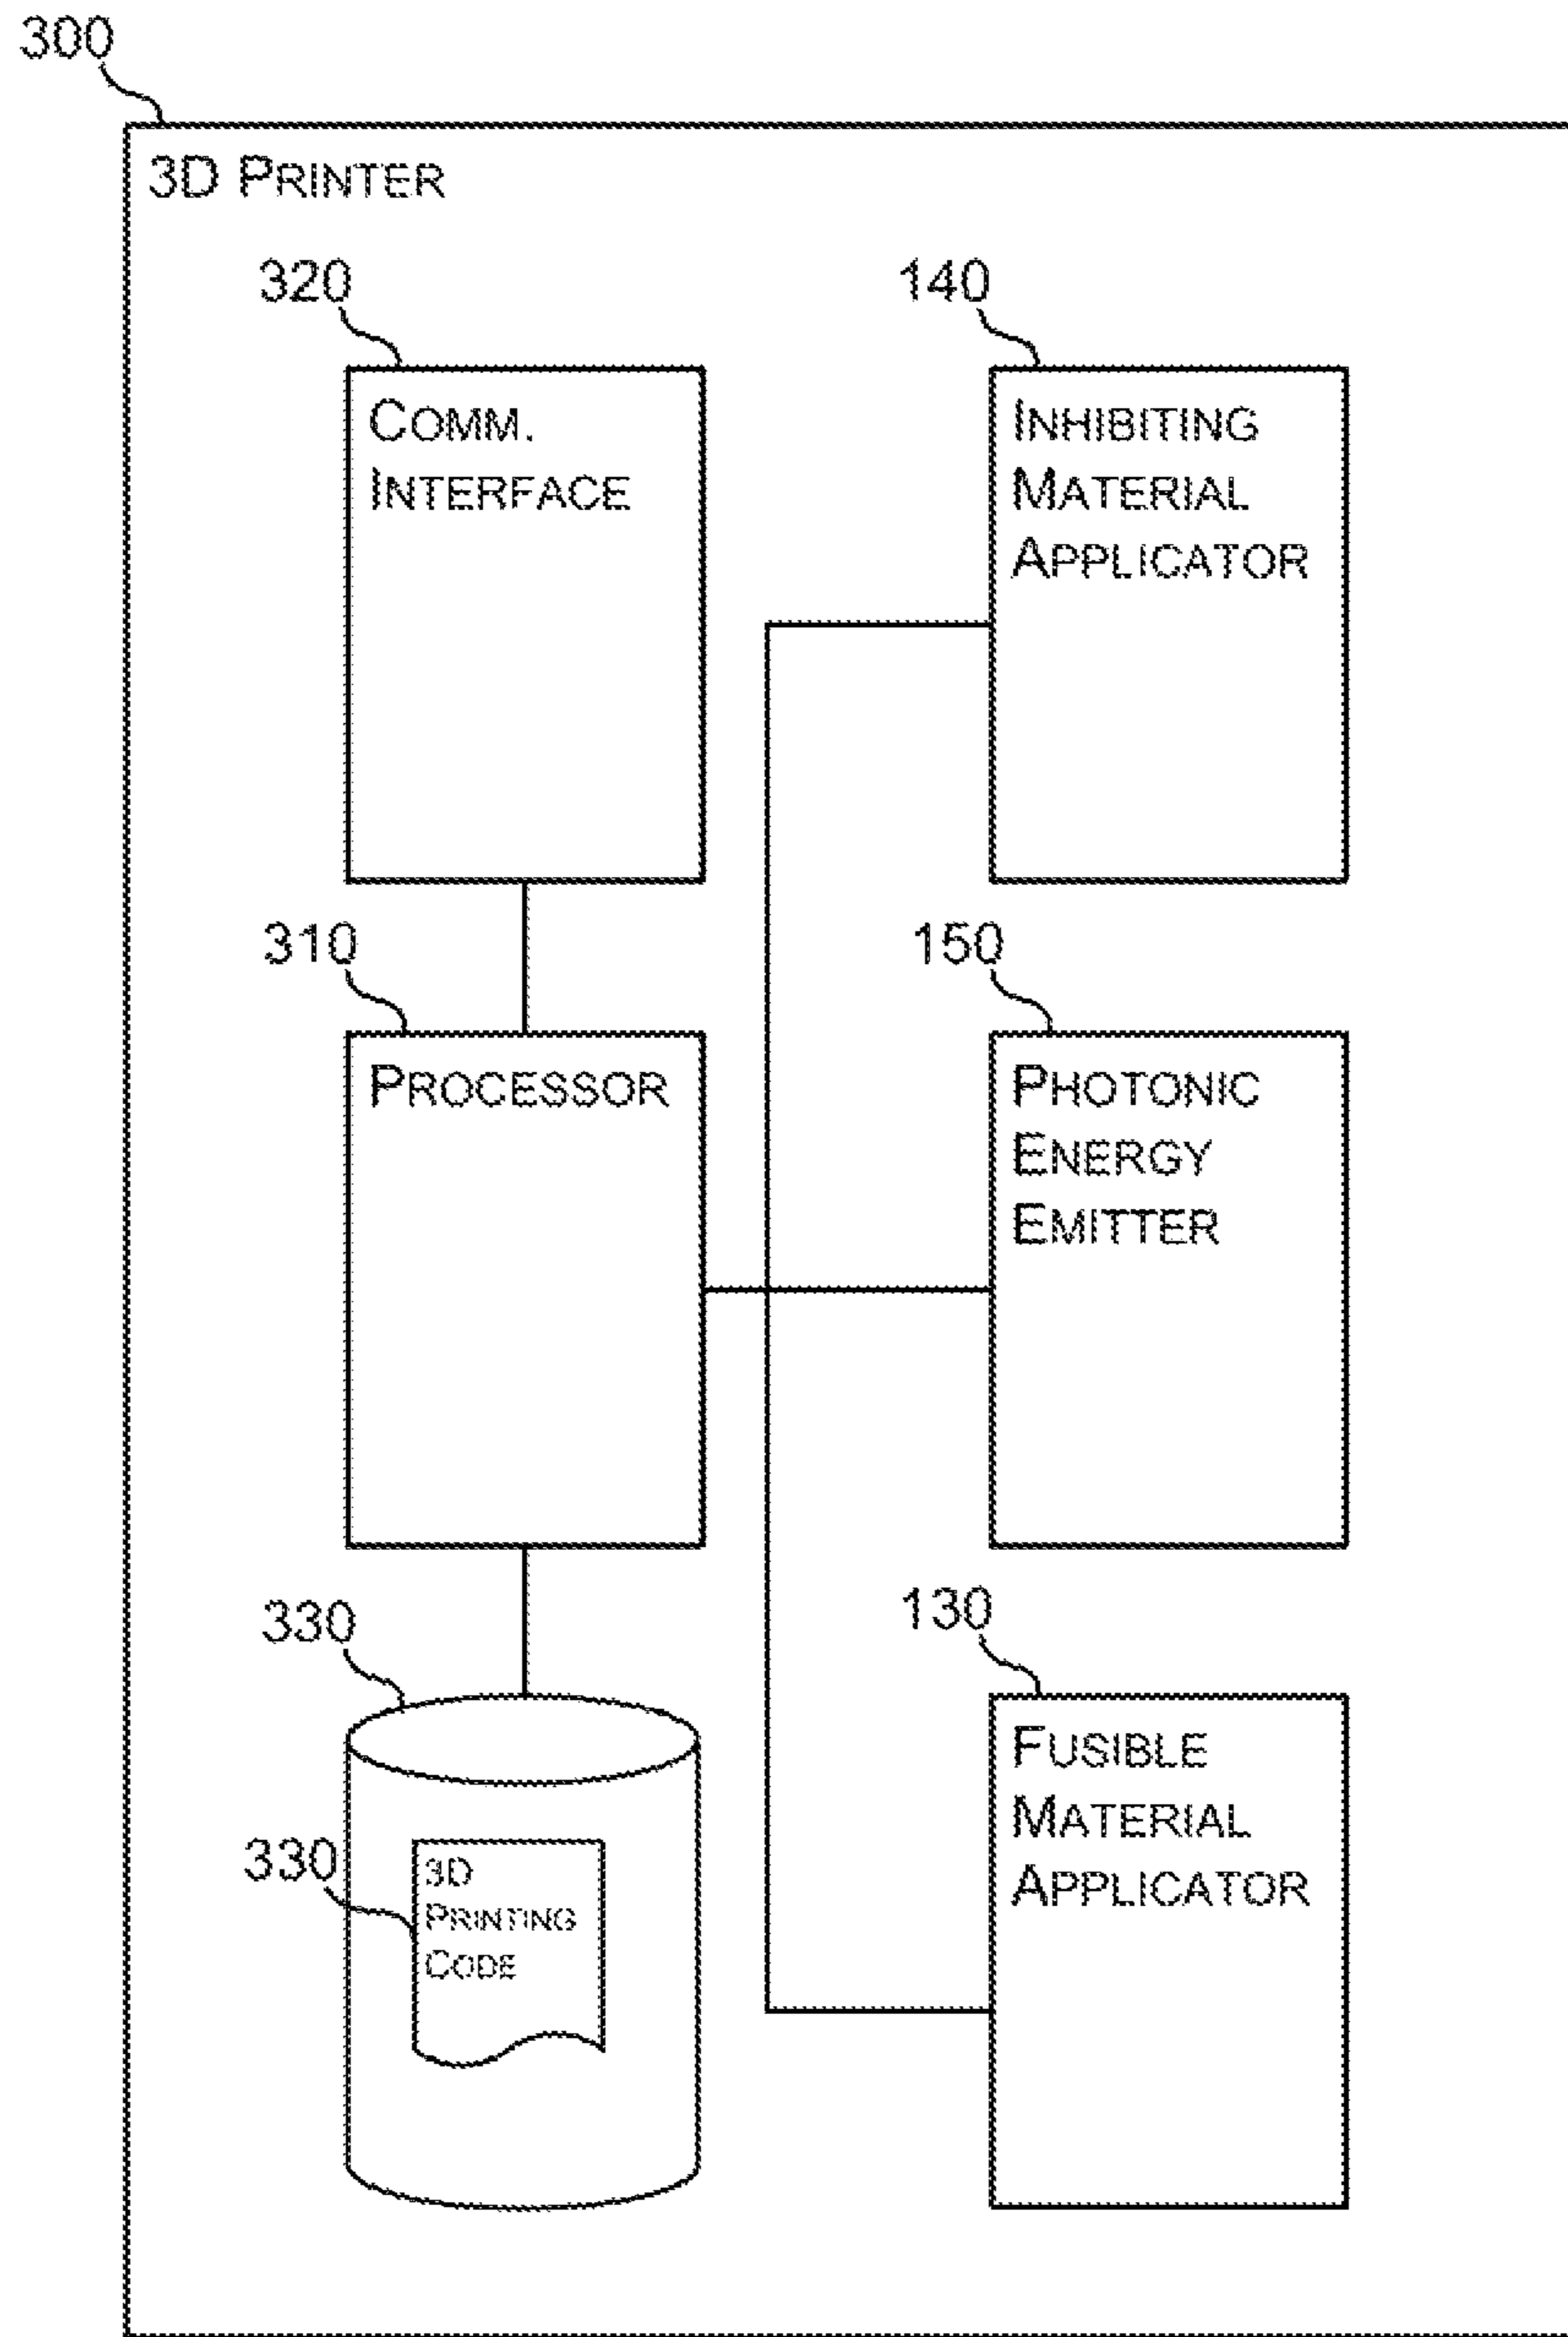 300
3D PRINTER
320
COMM.
INTERFACE
140
INHIBITING
MATERIAL
APPLICATOR
310
PROCESSOR
150
PHOTONIC
ENERGY
EMITTER
330
330
3D
PRINTING
CODE
130
FUSIBLE
MATERIAL
APPLICATOR